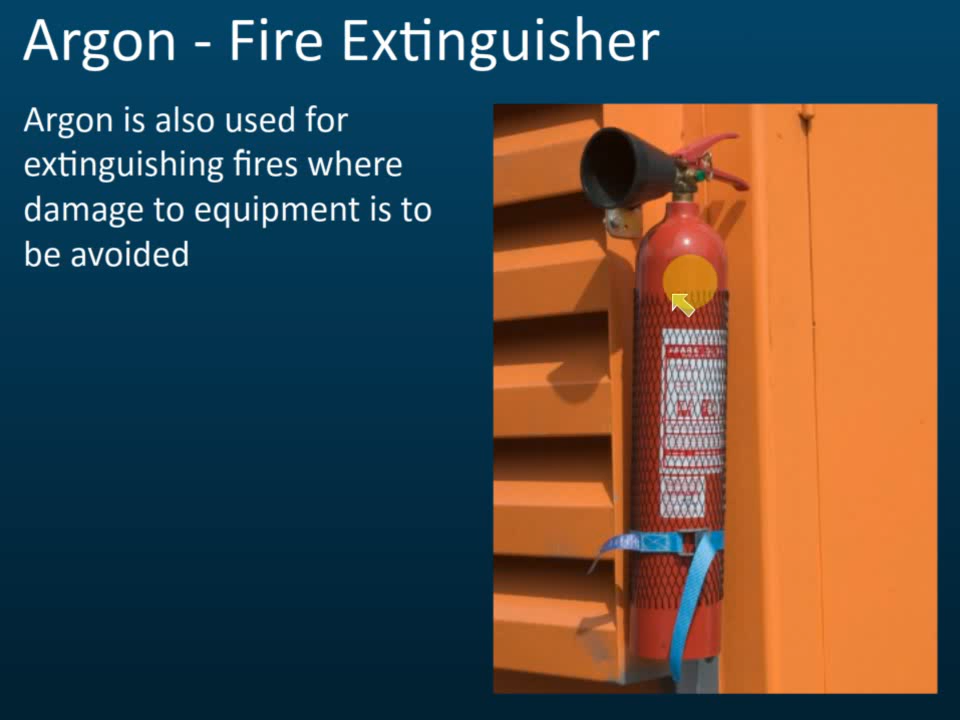 Argon - Fire Extinguisher
Argon is also used for
extinguishing fires where
damage to equipment is to
be avoided